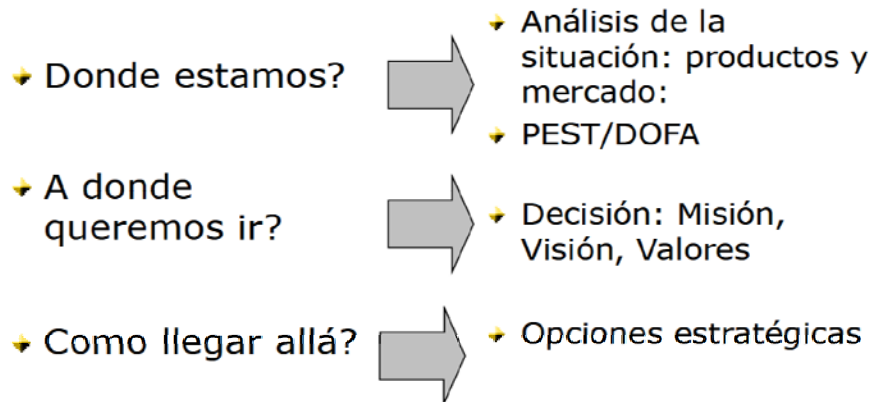 Donde estamos?
Análisis de la
situación: productos y
mercado:
PEST/DOFA
A donde
queremos ir?
Decisión: Misión,
Visión, Valores
Como llegar allá?
Opciones estratégicas